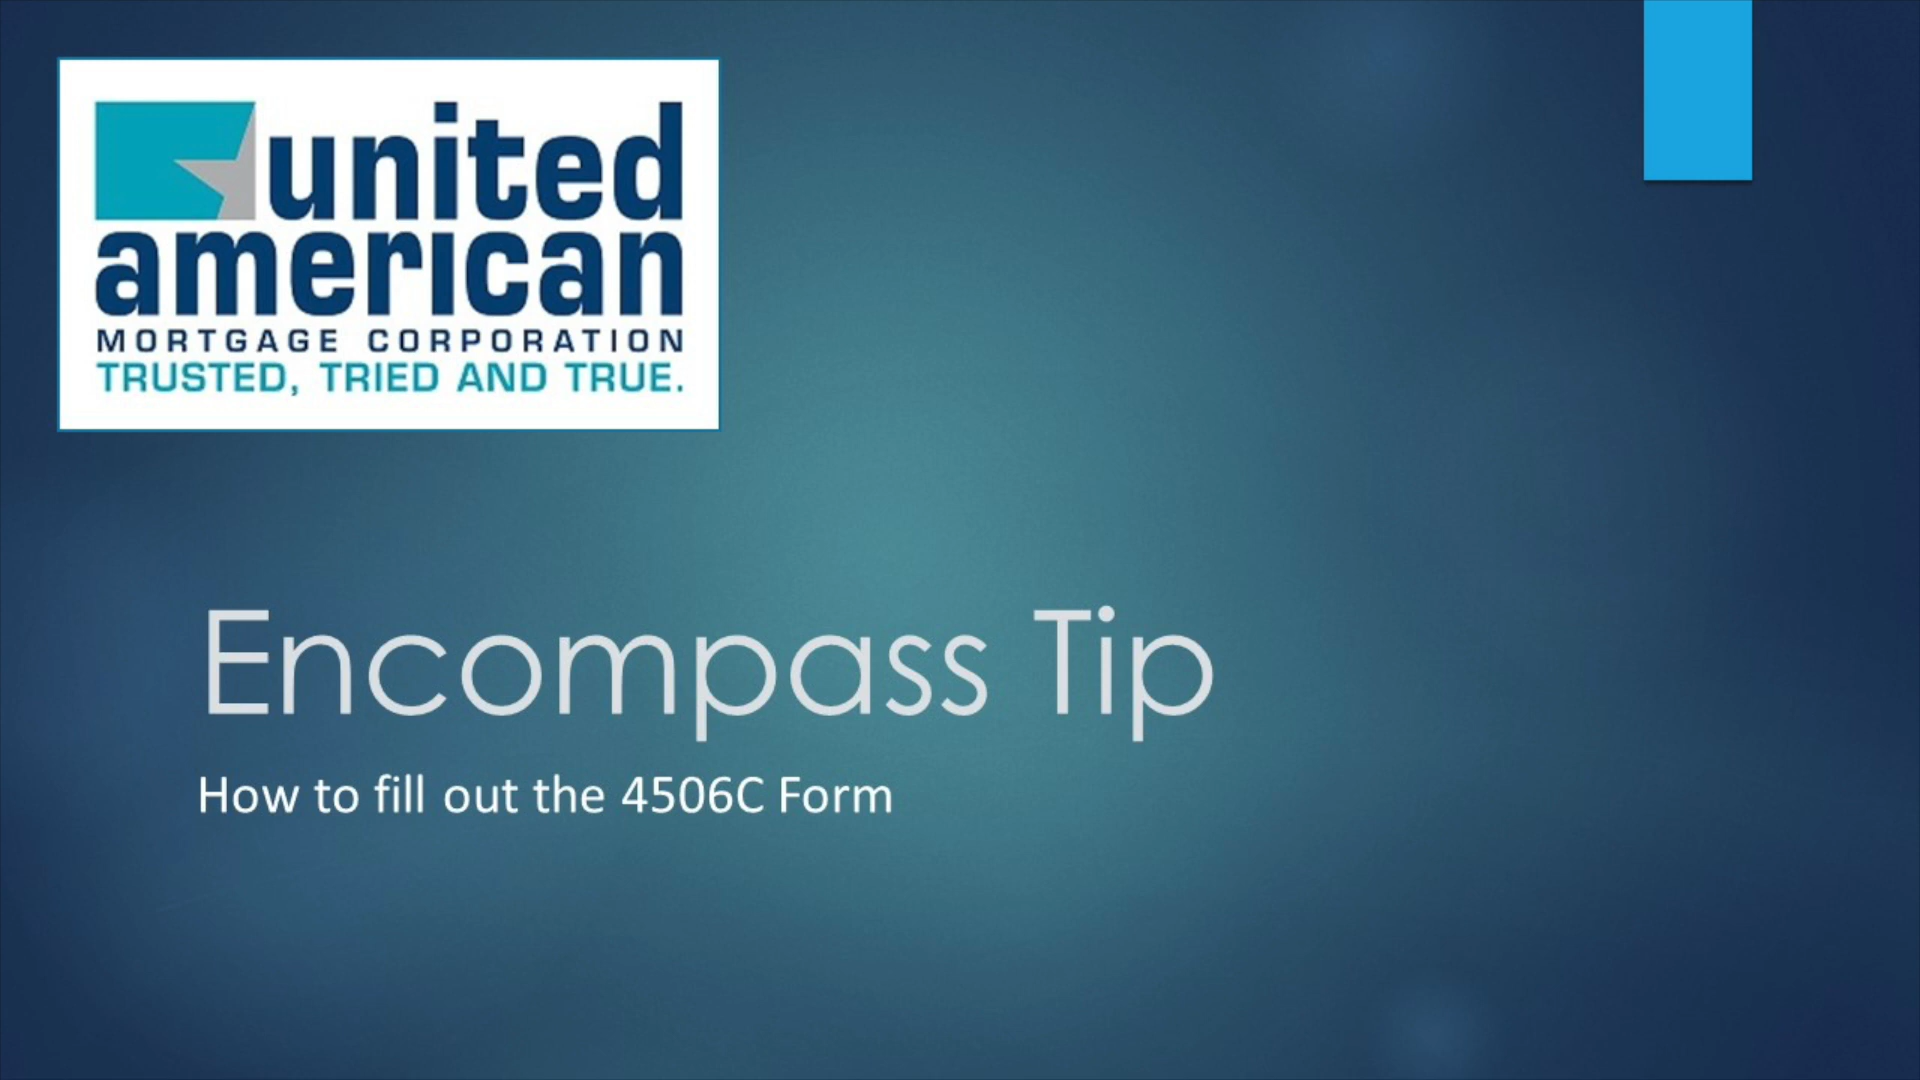 united
american
MORTGAGE CORPORATION
TRUSTED, TRIED AND TRUE.
Encompass Tip
How to fill out the 4506C Form